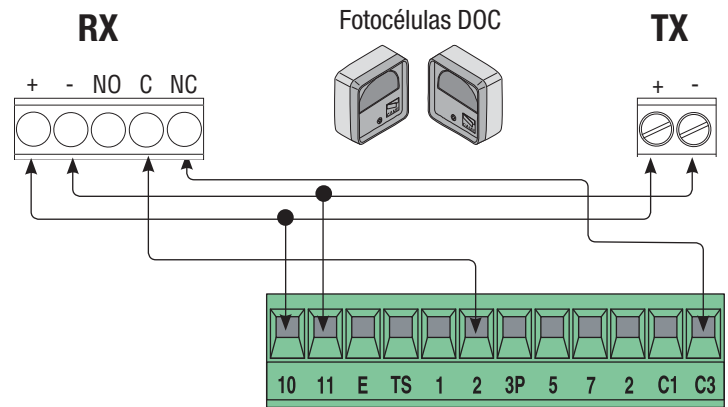 RX
Fotocélulas DOC
TX
+ - NO C NC
+ -
10 11 E TS 1 2 3P 5 7 2 C1 C3